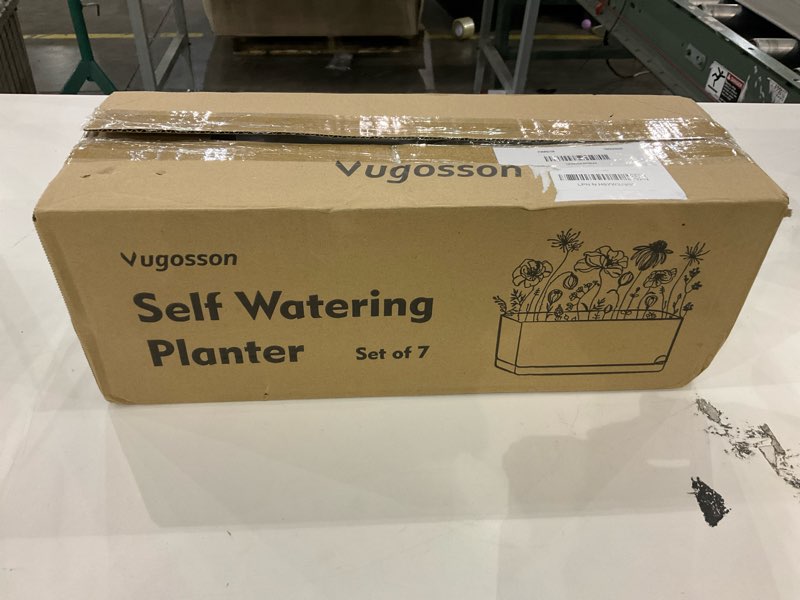 Vugosson
Vugosson
Self Watering
Planter
Set of 7